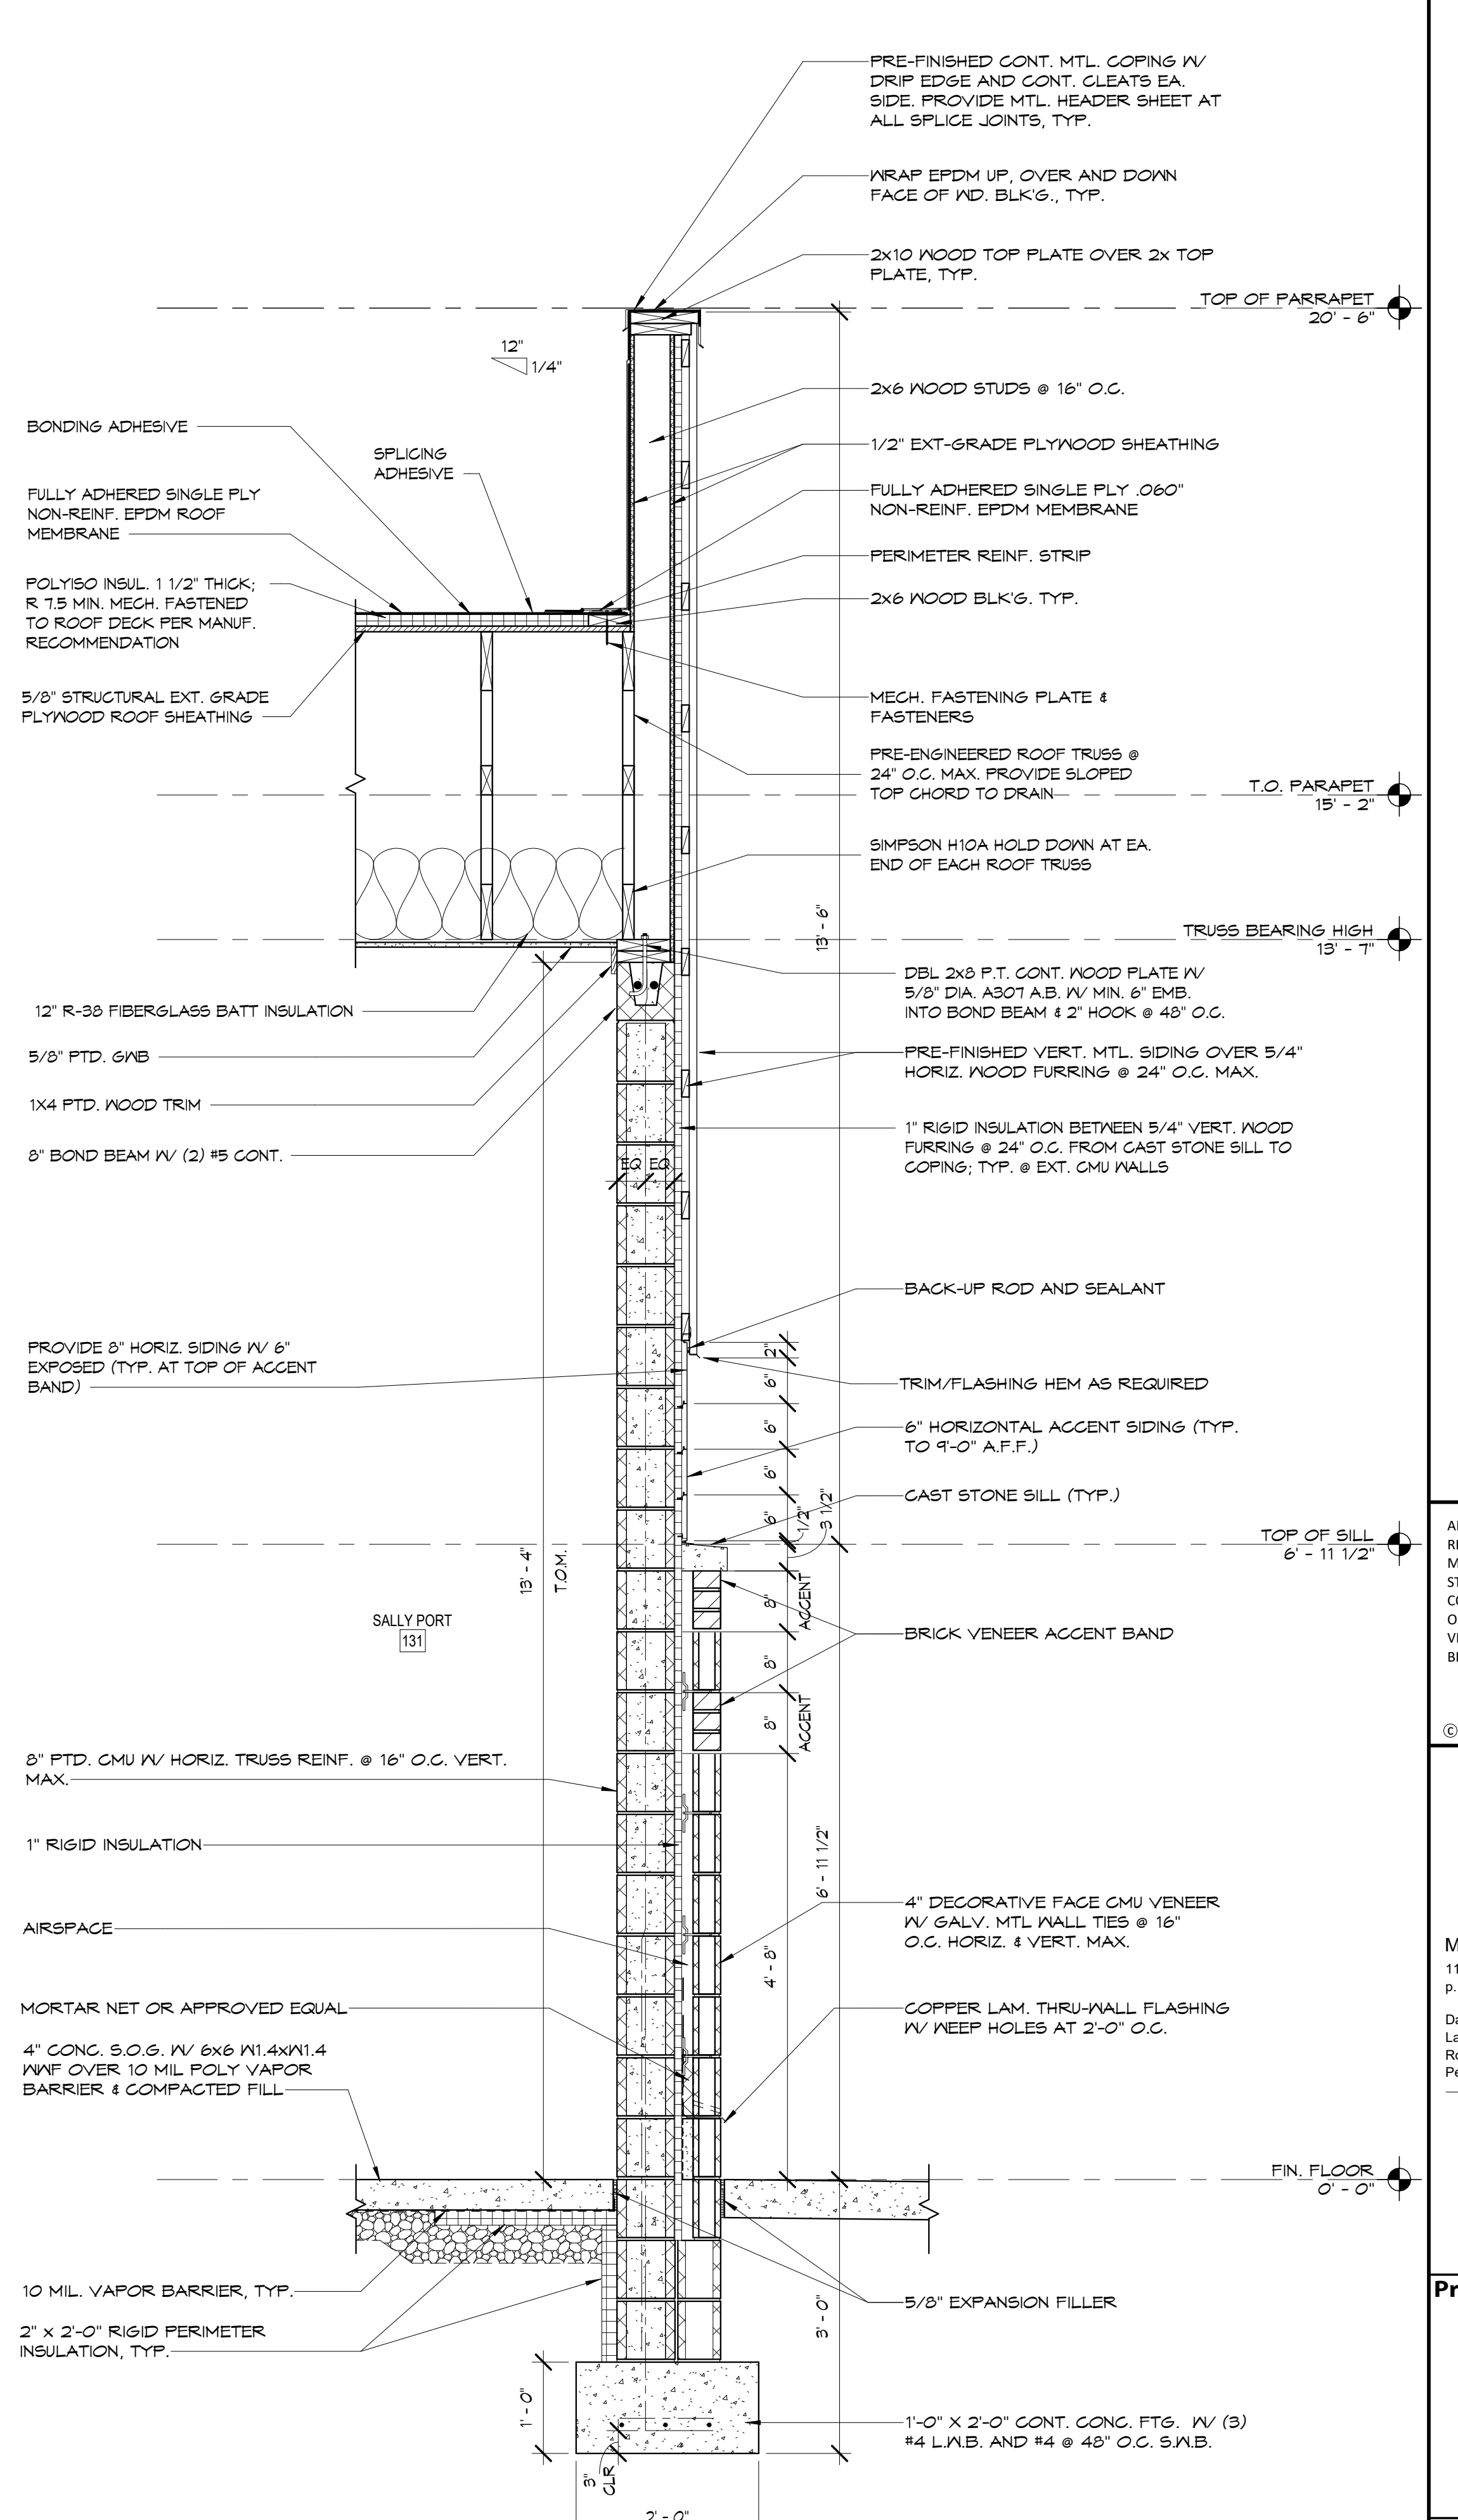 PRE-FINISHED CONT. MTL. COPING W/
DRIP EDGE AND CONT. CLEATS EA.
SIDE. PROVIDE MTL. HEADER SHEET AT
ALL SPLICE JOINTS, TYP.
WRAP EPDM UP, OVER AND DOWN
FACE OF WD. BLK'G., TYP.
2x10 WOOD TOP PLATE OVER 2x TOP
PLATE, TYP.
TOP OF PARRAPET
20' - 6"
12"
1/4"
2x6 WOOD STUDS @ 16" O.C.
BONDING ADHESIVE
SPLICING
ADHESIVE
1/2" EXT-GRADE PLYWOOD SHEATHING
FULLY ADHERED SINGLE PLY
NON-REINF. EPDM ROOF
MEMBRANE
FULLY ADHERED SINGLE PLY .060"
NON-REINF. EPDM MEMBRANE
PERIMETER REINF. STRIP
POLYISO INSUL. 1 1/2" THICK;
R 7.5 MIN. MECH. FASTENED
TO ROOF DECK PER MANUF.
RECOMMENDATION
2x6 WOOD BLK'G. TYP.
5/8" STRUCTURAL EXT. GRADE
PLYWOOD ROOF SHEATHING
MECH. FASTENING PLATE &
FASTENERS
PRE-ENGINEERED ROOF TRUSS @
24" O.C. MAX. PROVIDE SLOPED
TOP CHORD TO DRAIN
T.O. PARAPET
15' - 2"
SIMPSON H10A HOLD DOWN AT EA.
END OF EACH ROOF TRUSS
13' - 6"
TRUSS BEARING HIGH
13' - 7"
DBL 2x8 P.T. CONT. WOOD PLATE W/
5/8" DIA. A307 A.B. W/ MIN. 6" EMB.
INTO BOND BEAM & 2" HOOK @ 48" O.C.
12" R-38 FIBERGLASS BATT INSULATION
5/8" PTD. GWB
PRE-FINISHED VERT. MTL. SIDING OVER 5/4"
HORIZ. WOOD FURRING @ 24" O.C. MAX.
1X4 PTD. WOOD TRIM
1" RIGID INSULATION BETWEEN 5/4" VERT. WOOD
FURRING @ 24" O.C. FROM CAST STONE SILL TO
COPING; TYP. @ EXT. CMU WALLS
8" BOND BEAM W/ (2) #5 CONT.
EQ EQ
BACK-UP ROD AND SEALANT
PROVIDE 8" HORIZ. SIDING W/ 6"
EXPOSED (TYP. AT TOP OF ACCENT
BAND)
2"
6"
TRIM/FLASHING HEM AS REQUIRED
6"
6" HORIZONTAL ACCENT SIDING (TYP.
TO 9'-0" A.F.F.)
6"
CAST STONE SILL (TYP.)
6"
1/2"
3 1/2"
TOP OF SILL
6' - 11 1/2"
13' - 4"
T.O.M.
8"
ACCENT
SALLY PORT
131
BRICK VENEER ACCENT BAND
8"
8"
ACCENT
8" PTD. CMU W/ HORIZ. TRUSS REINF. @ 16" O.C. VERT.
MAX.
1" RIGID INSULATION
6' - 11 1/2"
4" DECORATIVE FACE CMU VENEER
W/ GALV. MTL WALL TIES @ 16"
O.C. HORIZ. & VERT. MAX.
AIRSPACE
4' - 8"
MORTAR NET OR APPROVED EQUAL
COPPER LAM. THRU-WALL FLASHING
W/ WEEP HOLES AT 2'-0" O.C.
4" CONC. S.O.G. W/ 6x6 W1.4xW1.4
WWF OVER 10 MIL POLY VAPOR
BARRIER & COMPACTED FILL
FIN. FLOOR
0' - 0"
10 MIL. VAPOR BARRIER, TYP.
5/8" EXPANSION FILLER
2" x 2'-0" RIGID PERIMETER
INSULATION, TYP.
3' - 0"
1' - 0"
1'-0" X 2'-0" CONT. CONC. FTG. W/ (3)
#4 L.W.B. AND #4 @ 48" O.C. S.W.B.
3"
CLR
2' - 0"
©
11
p.
Pr